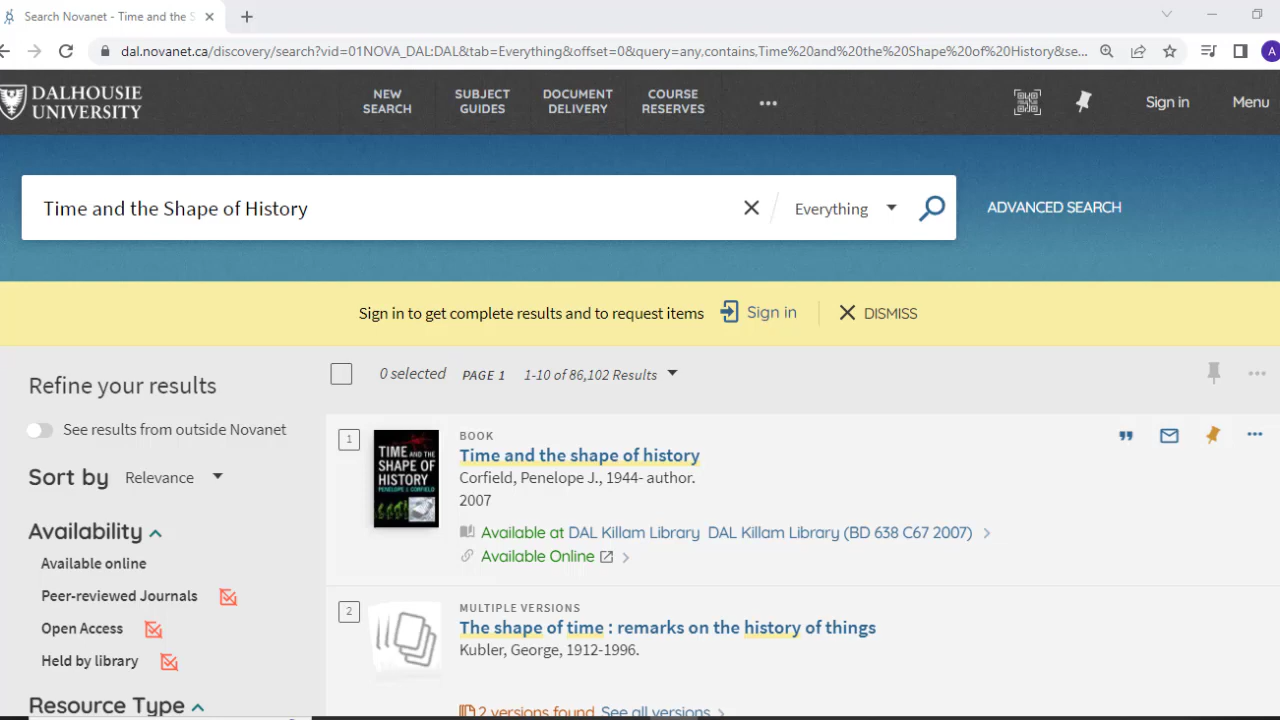 Search Novanet - Time and the S
dal.novanet.ca/discovery/search?vid=01NOVA_DAL:DAL&tab=Everything&offset=0&query=any,contains,Time%20and%20the%20Shape%20of%20History&se...
A
DALHOUSIE UNIVERSITY
NEW SEARCH
SUBJECT GUIDES
DOCUMENT DELIVERY
COURSE RESERVES
Sign in
Menu
Time and the Shape of History
Everything
ADVANCED SEARCH
Sign in to get complete results and to request items
Sign in
DISMISS
Refine your results
See results from outside Novanet
Sort by Relevance
Availability
Available online
Peer-reviewed Journals
Open Access
Held by library
Resource Type
0 selected PAGE 1 1-10 of 86,102 Results
1
TIME AND THE
SHAPE OF
HISTORY
PENELOPE J. CORFIELD
BOOK
Time and the shape of history
Corfield, Penelope J., 1944- author.
2007
Available at DAL Killam Library DAL Killam Library (BD 638 C67 2007)
Available Online
2
MULTIPLE VERSIONS
The shape of time : remarks on the history of things
Kubler, George, 1912-1996.
2 versions found See all versions